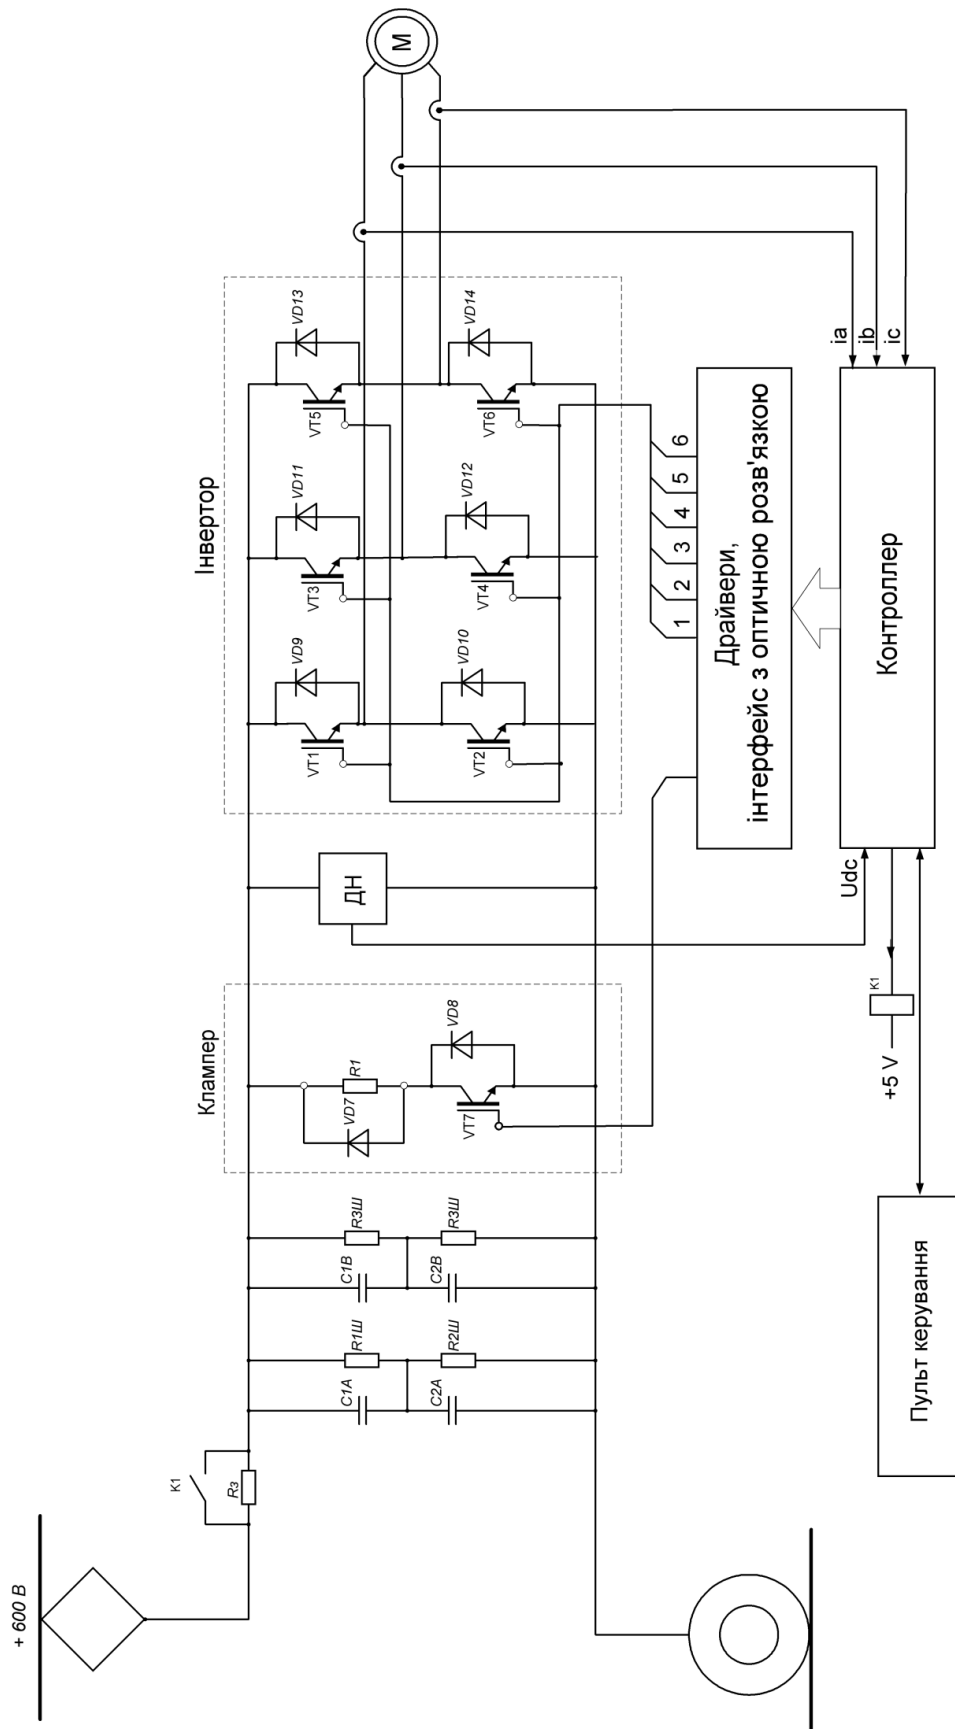 + 600 В
K1
Rз
C1A
R1Ш
C2A
R2Ш
C1B
R3Ш
C2B
R3Ш
Клампер
VD7
R1
VD8
VT7
ДН
Інвертор
VD9
VT1
VD10
VT2
VD11
VT3
VD12
VT4
VD13
VT5
VD14
VT6
M
1 2 3 4 5 6
Драйвери,
інтерфейс з оптичною розв'язкою
Udc
ia
ib
ic
Контроллер
K1
+5 V
Пульт керування